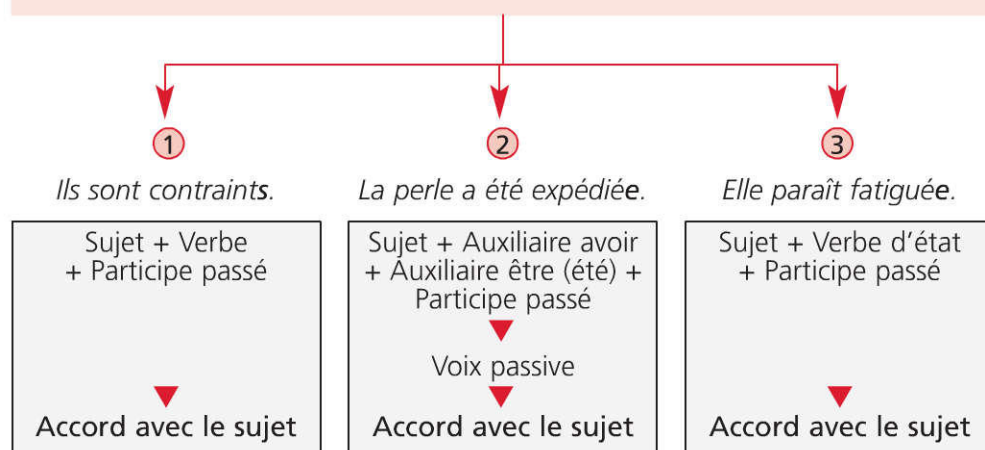 1
Ils sont contraints.
Sujet + Verbe
+ Participe passé
Accord avec le sujet
2
La perle a été expédiée.
Sujet + Auxiliaire avoir
+ Auxiliaire être (été) +
Participe passé
Voix passive
Accord avec le sujet
3
Elle paraît fatiguée.
Sujet + Verbe d’état
+ Participe passé
Accord avec le sujet